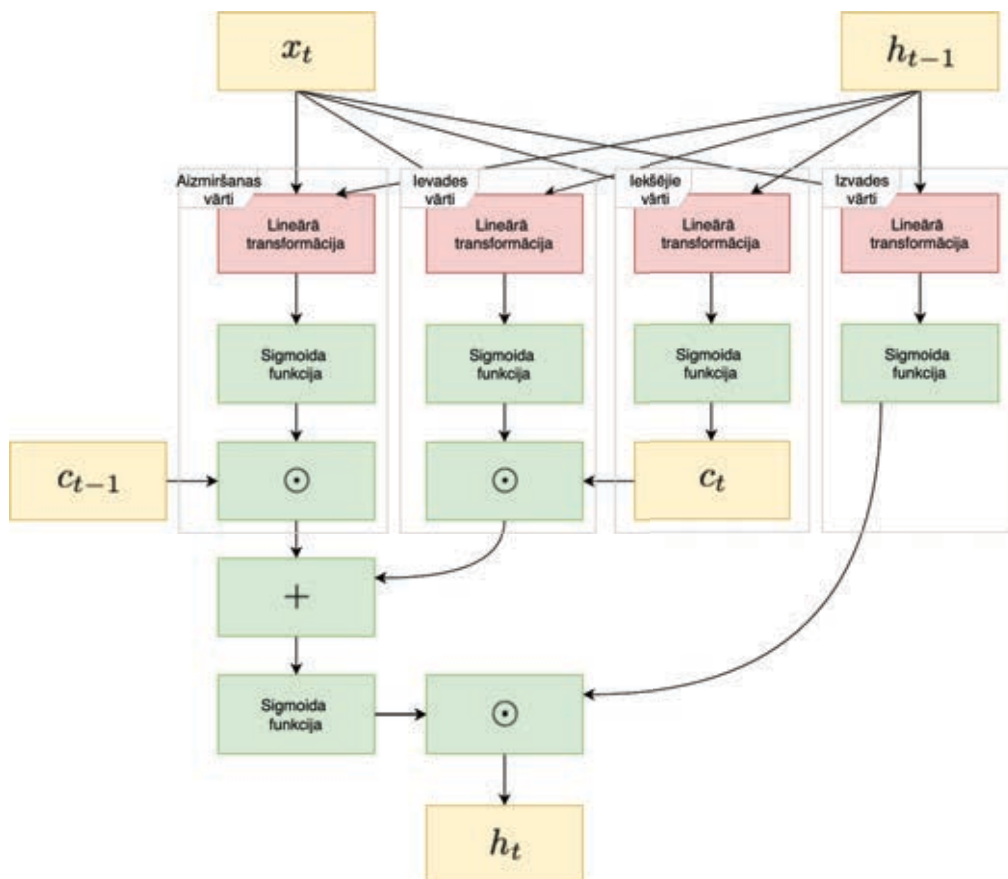 x_t
h_{t-1}
Aizmiršanas
vārti
Ievades
vārti
Iekšējie
vārti
Izvades
vārti
Lineārā
transformācija
Lineārā
transformācija
Lineārā
transformācija
Lineārā
transformācija
Sigmoida
funkcija
Sigmoida
funkcija
Sigmoida
funkcija
Sigmoida
funkcija
c_{t-1}
⊙
⊙
c_t
+
Sigmoida
funkcija
⊙
h_t